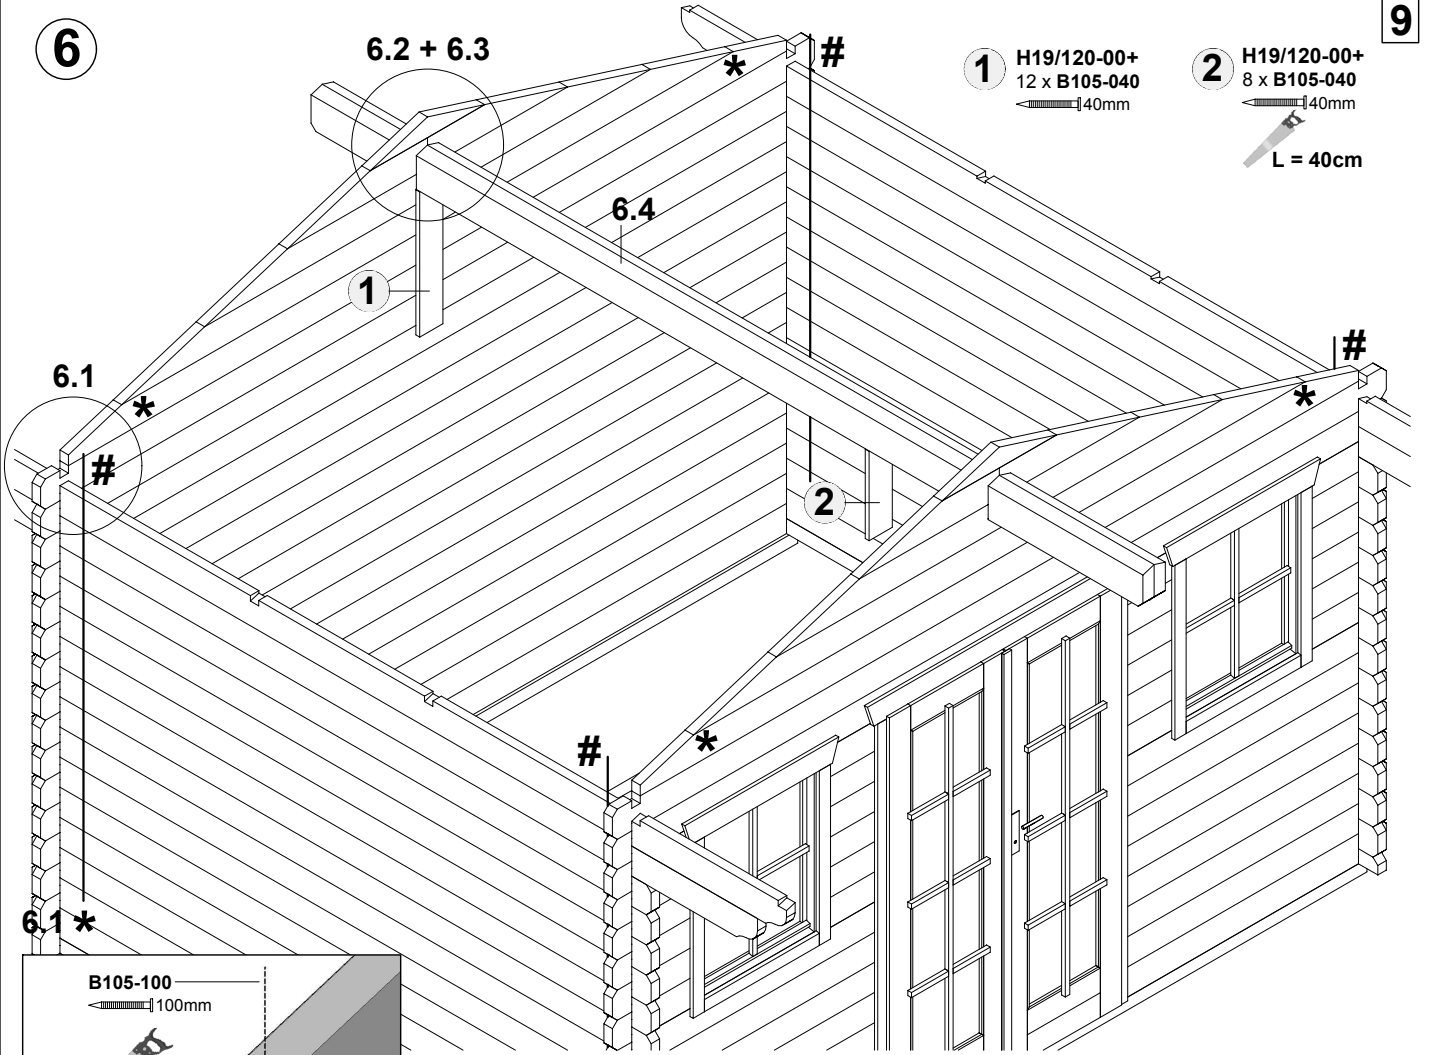 6
9
6.2 + 6.3
*
#
1
H19/120-00+
12 x B105-040
40mm
2
H19/120-00+
8 x B105-040
40mm
L = 40cm
6.4
1
#
6.1
*
*
#
2
#
*
6.1 *
B105-100
100mm